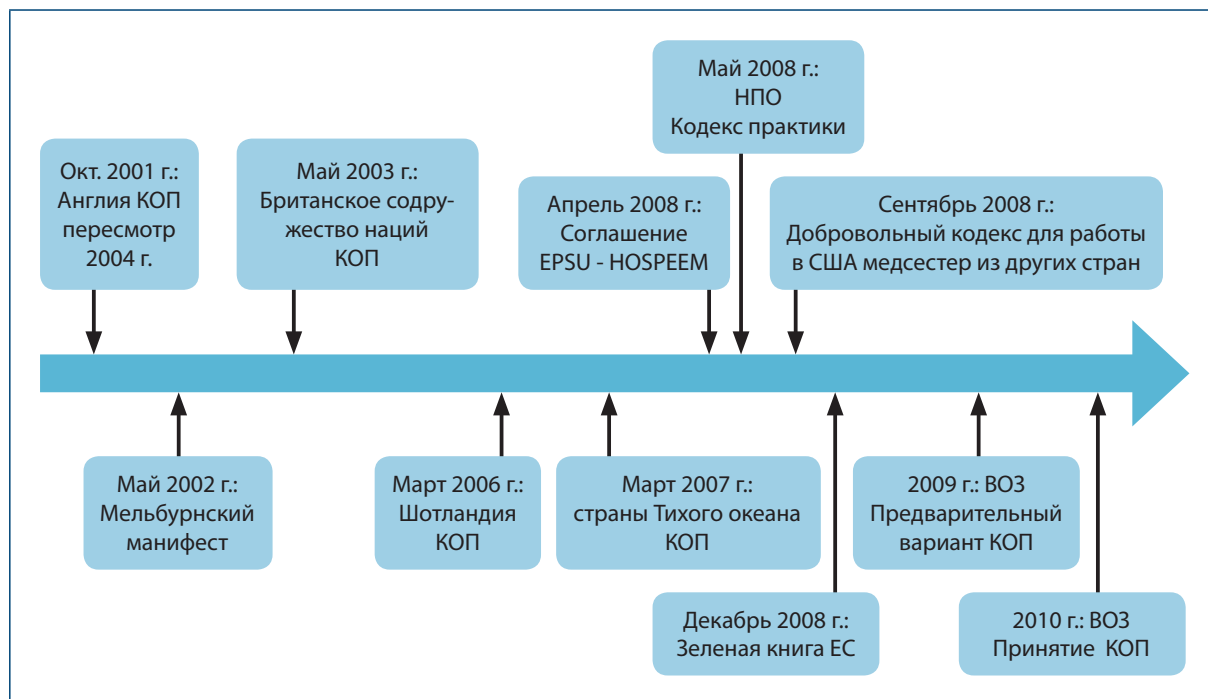 Май 2008 г.:
НПО
Кодекс практики
Окт. 2001 г.:
Англия КОП
пересмотр
2004 г.
Май 2003 г.:
Британское содру-
жество наций
КОП
Апрель 2008 г.:
Соглашение
EPSU - HOSPEEM
Сентябрь 2008 г.:
Добровольный кодекс для работы
в США медсестер из других стран
Май 2002 г.:
Мельбурнский
манифест
Март 2006 г.:
Шотландия
КОП
Март 2007 г.:
страны Тихого океана
КОП
2009 г.: ВОЗ
Предварительный
вариант КОП
Декабрь 2008 г.:
Зеленая книга ЕС
2010 г.: ВОЗ
Принятие КОП